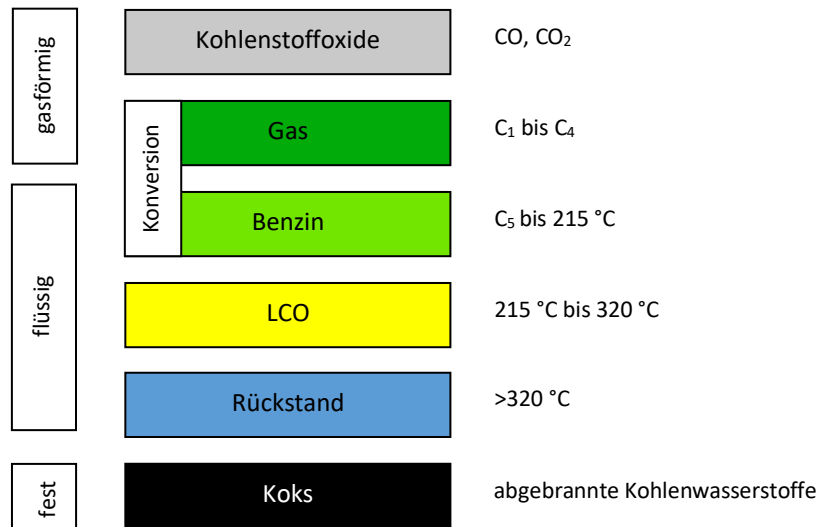 gasförmig
Kohlenstoffoxide
CO, CO₂
Konversion
Gas
C₁ bis C₄
flüssig
Benzin
C₅ bis 215 °C
LCO
215 °C bis 320 °C
Rückstand
>320 °C
fest
Koks
abgebrannte Kohlenwasserstoffe